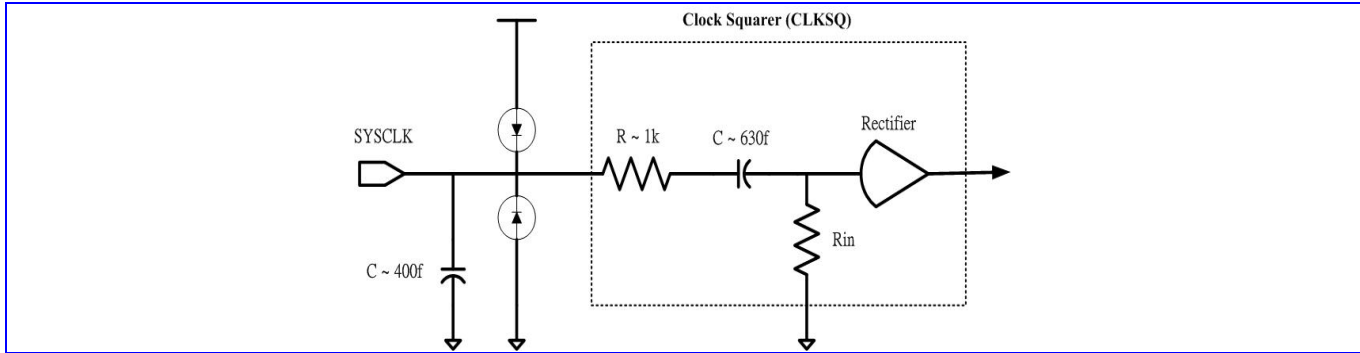 Clock Squarer (CLKSQ)
SYSCLK
R ~ 1k
C ~ 630f
Rectifier
Rin
C ~ 400f